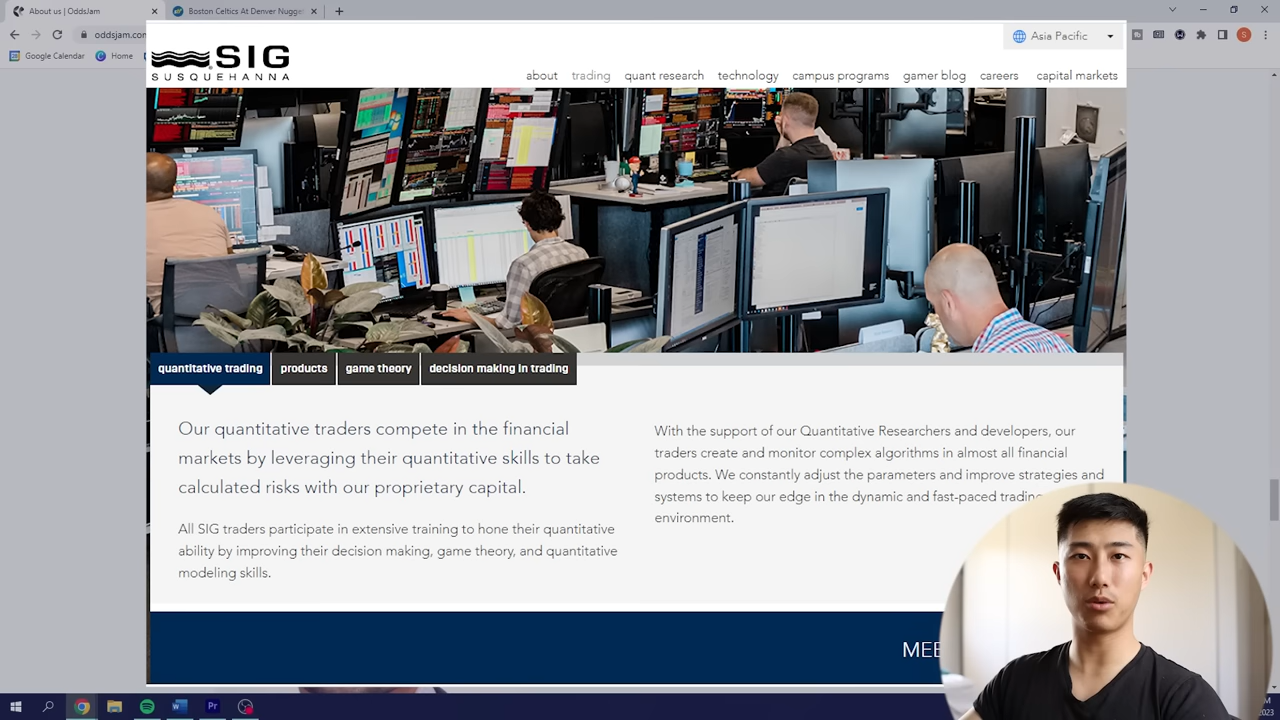 About us | OddsJam
Boston Celtics At Denver Nugge
oddsjam.com
Google Calendar
Home
S
SIG
SUSQUEHANNA
Asia Pacific
about trading quant research technology campus programs gamer blog careers capital markets
quantitative trading products game theory decision making in trading
Our quantitative traders compete in the financial
markets by leveraging their quantitative skills to take
calculated risks with our proprietary capital.
All SIG traders participate in extensive training to hone their quantitative
ability by improving their decision making, game theory, and quantitative
modeling skills.
With the support of our Quantitative Researchers and developers, our
traders create and monitor complex algorithms in almost all financial
products. We constantly adjust the parameters and improve strategies and
systems to keep our edge in the dynamic and fast-paced trading
environment.
MEE
M
2023